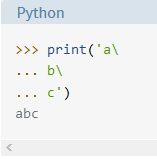 Python
>>> print('a\
... b\
... c')
abc